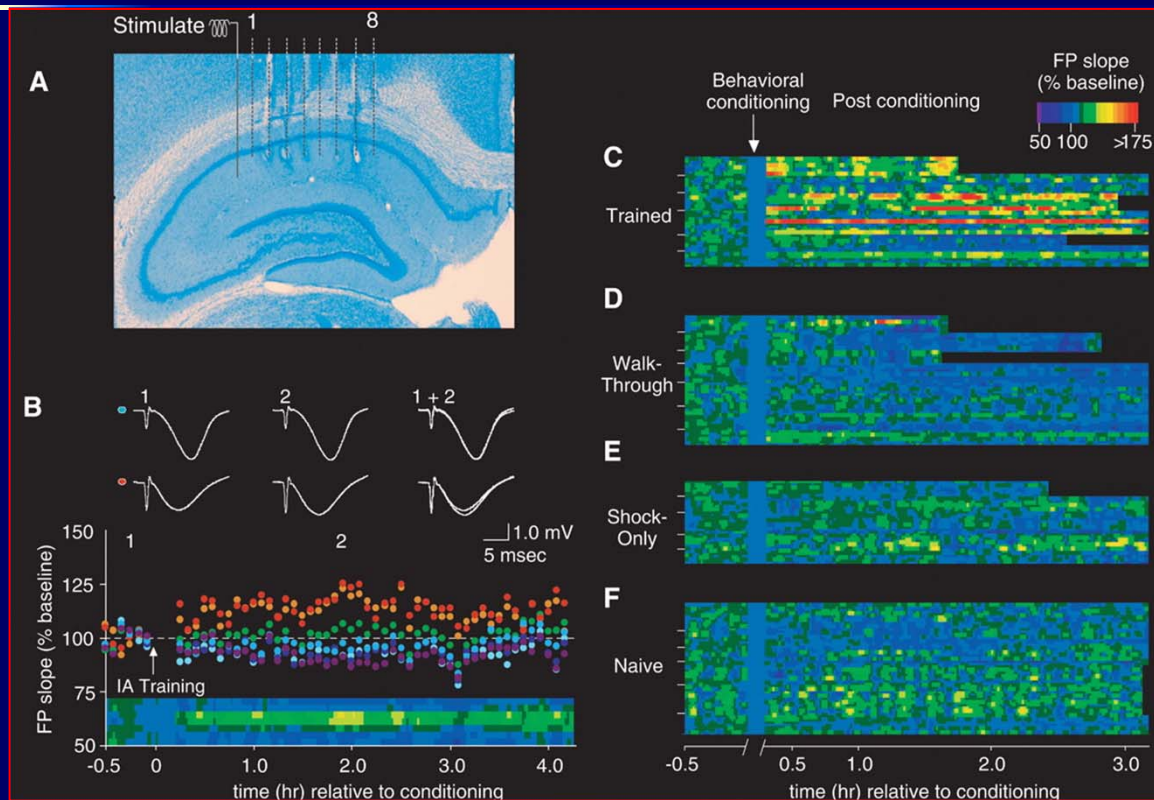 Stimulate 1 8
A
B
1 2 1 + 2
1.0 mV
5 msec
1 2
150
125
100
75
50
FP slope (% baseline)
IA Training
-0.5 0 1.0 2.0 3.0 4.0
time (hr) relative to conditioning
Behavioral
conditioning
Post conditioning
FP slope
(% baseline)
50 100 >175
C
Trained
D
Walk-
Through
E
Shock-
Only
F
Naive
-0.5 0.5 1.0 2.0 3.0
time (hr) relative to conditioning